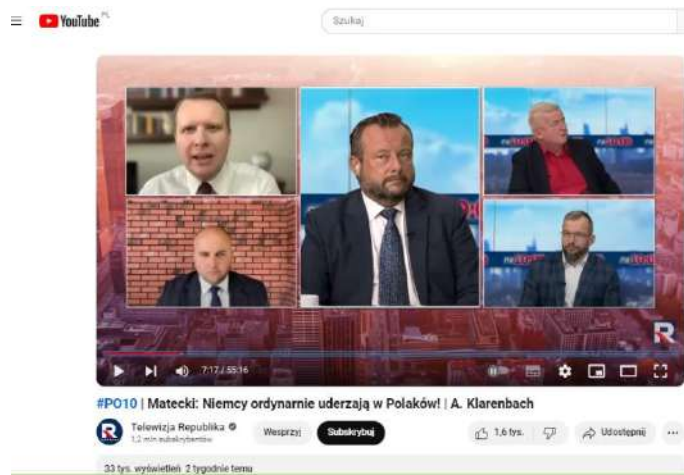 YouTube PL
Szukaj
R
7:17 / 55:16
#PO10 | Matecki: Niemcy ordynarnie uderzają w Polaków! | A. Klarenbach
R
Telewizja Republika
1,2 mln subskrybentów
Wesprzyj
Subskrybuj
1,6 tys.
Udostępnij
33 tys. wyświetleń 2 tygodnie temu